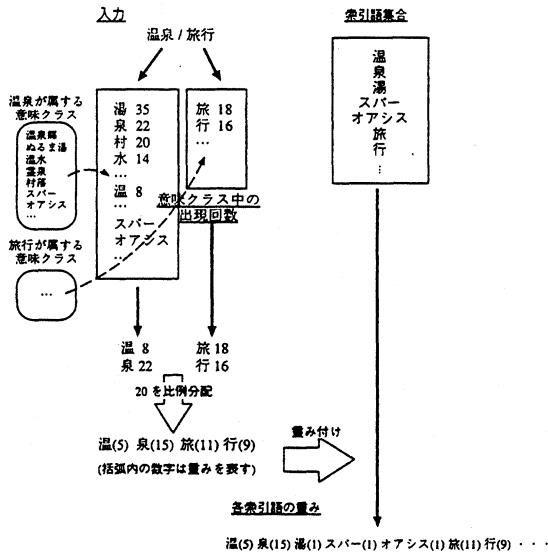 入力
温泉 / 旅行
温泉が属する
意味クラス
温泉郷
ぬるま湯
温水
霊泉
村落
スパー
オアシス
...
旅行が属する
意味クラス
...
湯 35
泉 22
村 20
水 14
...
温 8
...
スパー
オアシス
...
旅 18
行 16
...
意味クラス中の
出現回数
温 8
泉 22
旅 18
行 16
20 を比例分配
温(5) 泉(15) 旅(11) 行(9)
(括弧内の数字は重みを表す)
重み付け
索引語集合
温
泉
湯
スパー
オアシス
旅
行
...
各索引語の重み
温(5) 泉(15) 湯(1) スパー(1) オアシス(1) 旅(11) 行(9) ・・・